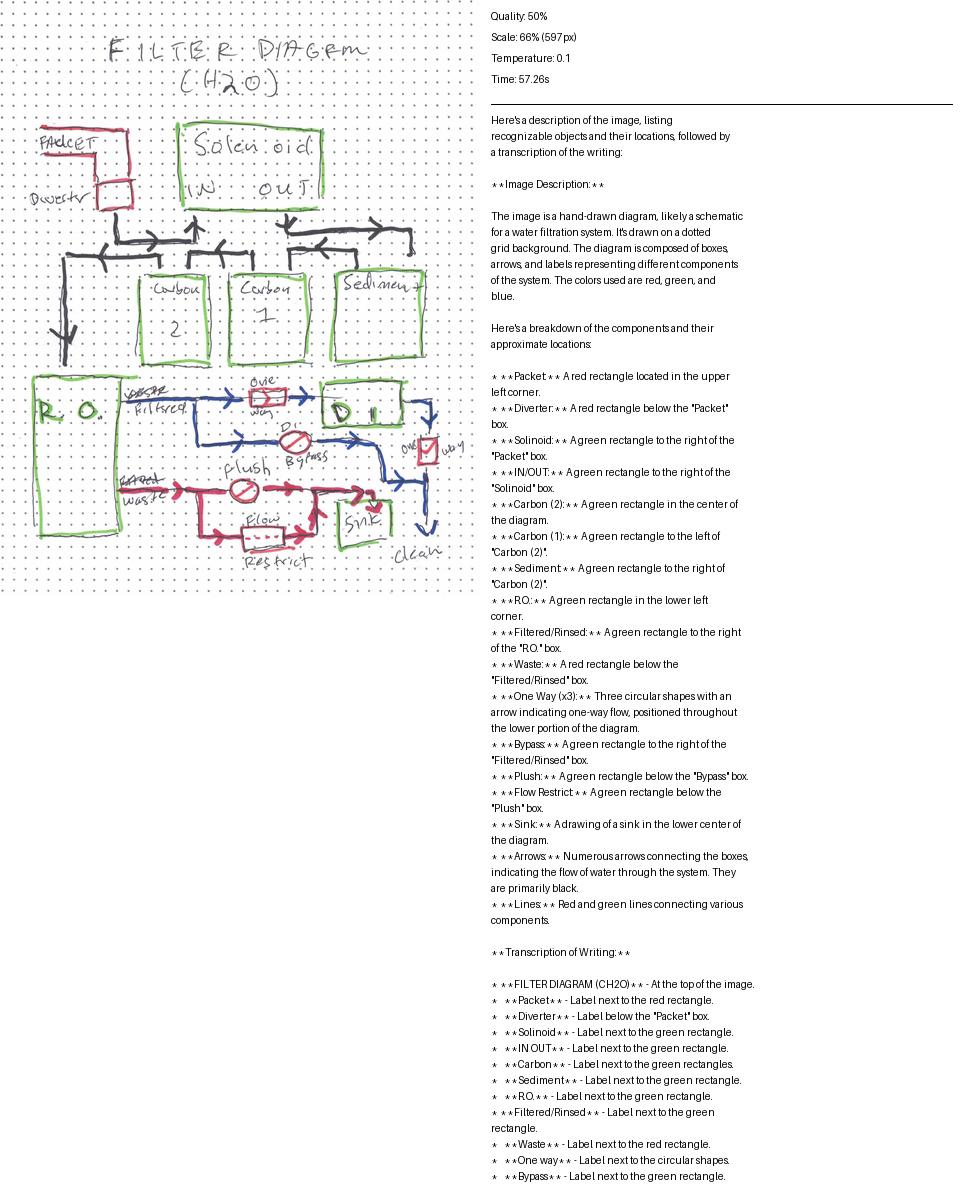 FILTER DIAGRM
(H2O)
FAUCET
Diverter
Solenoid
IN OUT
Carbon
2
Carbon
1
Sediment
R.O.
Filtered
one
way
D I
DI
Bypass
one way
Flush
waste
Flow
Restrict
Sink
Clean
Quality: 50%
Scale: 66% (597px)
Temperature: 0.1
Time: 57.26s
Here's a description of the image, listing
recognizable objects and their locations, followed by
a transcription of the writing:
**Image Description:**
The image is a hand-drawn diagram, likely a schematic
for a water filtration system. It's drawn on a dotted
grid background. The diagram is composed of boxes,
arrows, and labels representing different components
of the system. The colors used are red, green, and
blue.
Here's a breakdown of the components and their
approximate locations:
* **Packet:** A red rectangle located in the upper
left corner.
* **Diverter:** A red rectangle below the "Packet"
box.
* **Solinoid:** A green rectangle to the right of the
"Packet" box.
* **IN/OUT:** A green rectangle to the right of the
"Solinoid" box.
* **Carbon (2):** A green rectangle in the center of
the diagram.
* **Carbon (1):** A green rectangle to the left of
"Carbon (2)".
* **Sediment:** A green rectangle to the right of
"Carbon (2)".
* **R.O.:** A green rectangle in the lower left
corner.
* **Filtered/Rinsed:** A green rectangle to the right
of the "R.O." box.
* **Waste:** A red rectangle below the
"Filtered/Rinsed" box.
* **One Way (x3):** Three circular shapes with an
arrow indicating one-way flow, positioned throughout
the lower portion of the diagram.
* **Bypass:** A green rectangle to the right of the
"Filtered/Rinsed" box.
* **Plush:** A green rectangle below the "Bypass" box.
* **Flow Restrict:** A green rectangle below the
"Plush" box.
* **Sink:** A drawing of a sink in the lower center of
the diagram.
* **Arrows:** Numerous arrows connecting the boxes,
indicating the flow of water through the system. They
are primarily black.
* **Lines:** Red and green lines connecting various
components.
**Transcription of Writing:**
* **FILTER DIAGRAM (CH2O)** - At the top of the image.
* **Packet** - Label next to the red rectangle.
* **Diverter** - Label below the "Packet" box.
* **Solinoid** - Label next to the green rectangle.
* **IN OUT** - Label next to the green rectangle.
* **Carbon** - Label next to the green rectangles.
* **Sediment** - Label next to the green rectangle.
* **R.O.** - Label next to the green rectangle.
* **Filtered/Rinsed** - Label next to the green
rectangle.
* **Waste** - Label next to the red rectangle.
* **One way** - Label next to the circular shapes.
* **Bypass** - Label next to the green rectangle.